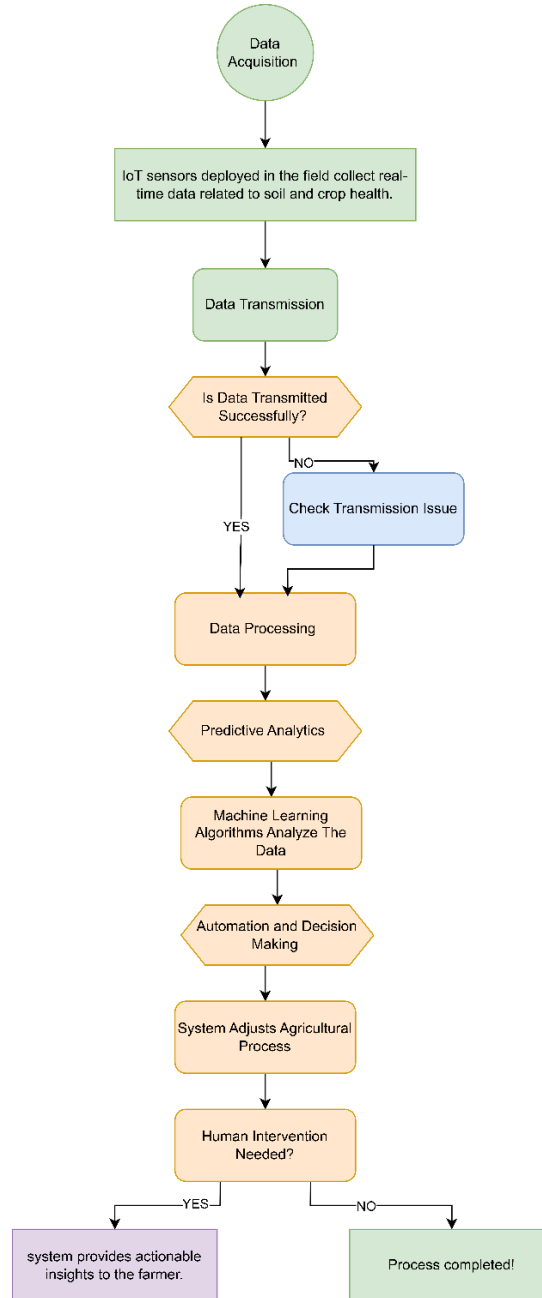 Data
Acquisition
IoT sensors deployed in the field collect real-
time data related to soil and crop health.
Data Transmission
Is Data Transmitted
Successfully?
NO
Check Transmission Issue
YES
Data Processing
Predictive Analytics
Machine Learning
Algorithms Analyze The
Data
Automation and Decision
Making
System Adjusts Agricultural
Process
Human Intervention
Needed?
YES
NO
system provides actionable
insights to the farmer.
Process completed!